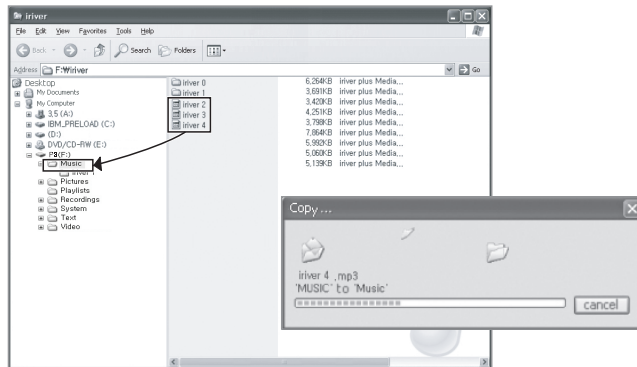 iriver
File Edit View Favorites Tools Help
Back Search Folders
Address F:₩iriver Go
Desktop
My Documents
My Computer
3,5 (A:)
IBM_PRELOAD (C:)
(D:)
DVD/CD-RW (E:)
P3(F:)
Music
iriver 1
Pictures
Playlists
Recordings
System
Text
Video
iriver 0
iriver 1
iriver 2
iriver 3
iriver 4
6,264KB iriver plus Media,,,
3,691KB iriver plus Media,,,
3,420KB iriver plus Media,,,
4,251KB iriver plus Media,,,
3,798KB iriver plus Media,,,
7,864KB iriver plus Media,,,
5,992KB iriver plus Media,,,
5,060KB iriver plus Media,,,
5,139KB iriver plus Media,,,
Copy ...
iriver 4 .mp3
'MUSIC' to 'Music'
cancel